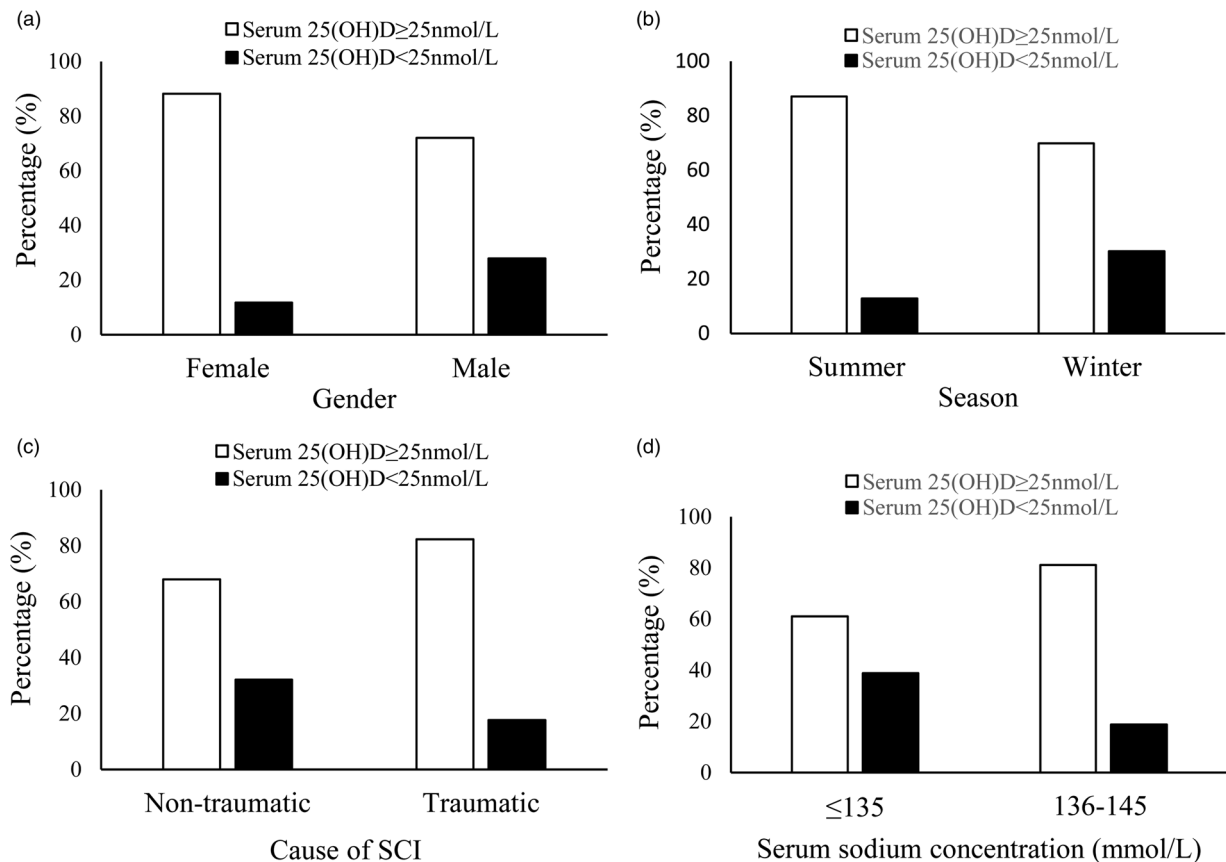 (a)
Serum 25(OH)D≥25nmol/L
Serum 25(OH)D<25nmol/L
Percentage (%)
100
80
60
40
20
0
Female Male
Gender
(b)
Serum 25(OH)D≥25nmol/L
Serum 25(OH)D<25nmol/L
Percentage (%)
100
80
60
40
20
0
Summer Winter
Season
(c)
Serum 25(OH)D≥25nmol/L
Serum 25(OH)D<25nmol/L
Percentage (%)
100
80
60
40
20
0
Non-traumatic Traumatic
Cause of SCI
(d)
Serum 25(OH)D≥25nmol/L
Serum 25(OH)D<25nmol/L
Percentage (%)
100
80
60
40
20
0
≤135 136-145
Serum sodium concentration (mmol/L)